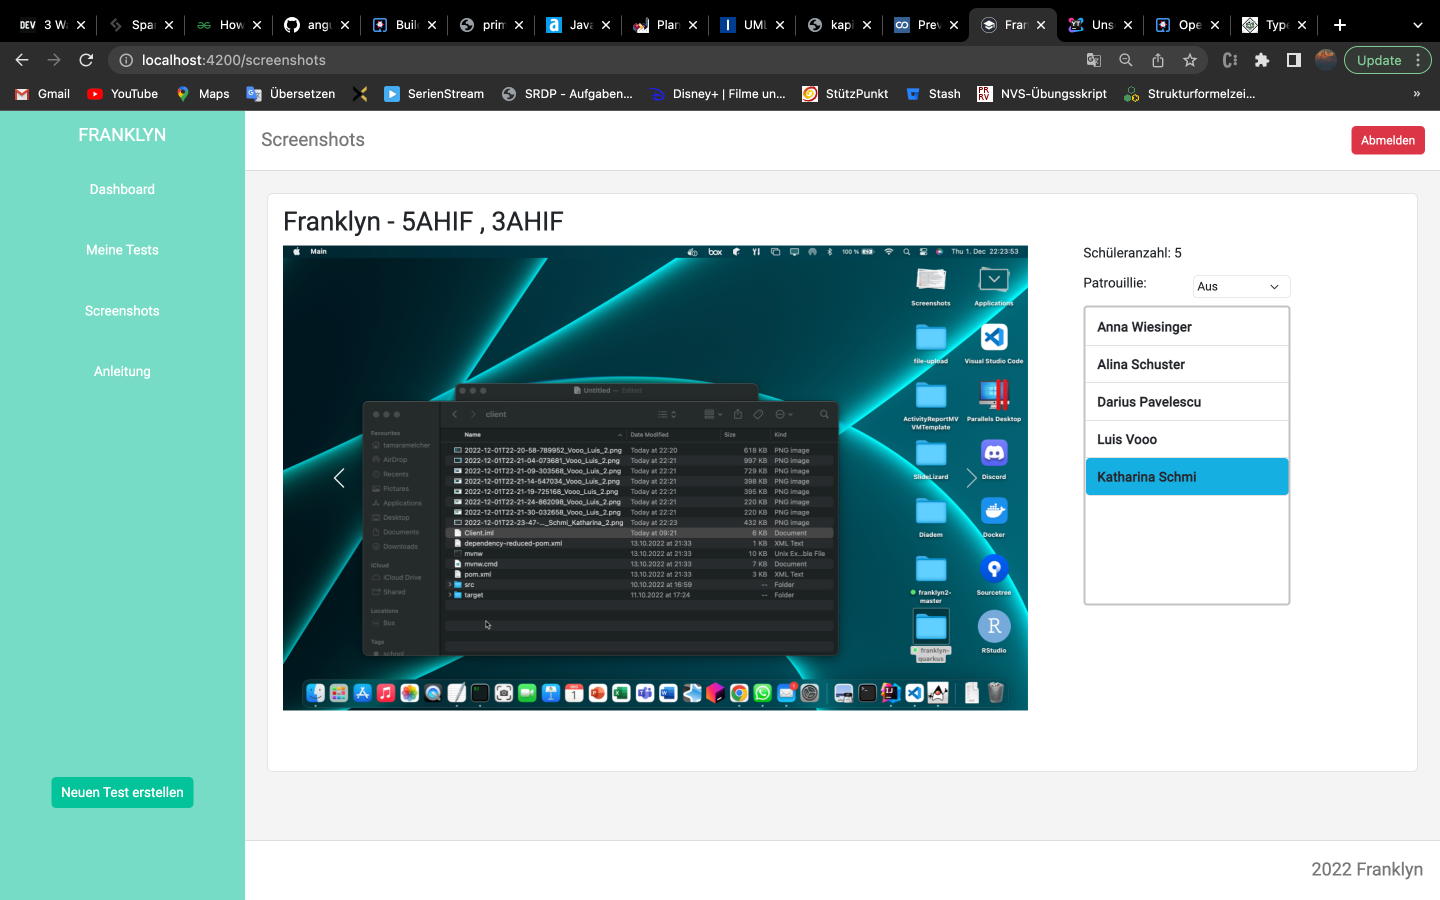 DEV 3 W
Spa
How
angu
Buil
prim
Java
Plan
UML
kapi
Prev
Fran
Uns
Ope
Type
localhost:4200/screenshots
Update
Gmail
YouTube
Maps
Übersetzen
SerienStream
SRDP - Aufgaben...
Disney+ | Filme un...
StützPunkt
Stash
NVS-Übungsskript
Strukturformelzei...
»
FRANKLYN
Dashboard
Meine Tests
Screenshots
Anleitung
Neuen Test erstellen
Screenshots
Abmelden
Franklyn - 5AHIF , 3AHIF
Main
box
100 %
Thu 1. Dec 22:23:53
Screenshots
Applications
file-upload
Visual Studio Code
ActivityReportMV
VMTemplate
Parallels Desktop
SlideLizard
Discord
Diadem
Docker
franklyn2-
master
Sourcetree
franklyn-
quarkus
RStudio
Untitled — Edited
client
Favourites
tamaramelcher
AirDrop
Recents
Pictures
Applications
Desktop
Documents
Downloads
iCloud
iCloud Drive
Shared
Locations
Tags
school
Name Date Modified Size Kind
2022-12-01T22-20-58-789952_Vooo_Luis_2.png Today at 22:20 618 KB PNG image
2022-12-01T22-21-04-073681_Vooo_Luis_2.png Today at 22:21 997 KB PNG image
2022-12-01T22-21-09-303568_Vooo_Luis_2.png Today at 22:21 729 KB PNG image
2022-12-01T22-21-14-547034_Vooo_Luis_2.png Today at 22:21 398 KB PNG image
2022-12-01T22-21-19-725168_Vooo_Luis_2.png Today at 22:21 395 KB PNG image
2022-12-01T22-21-24-862098_Vooo_Luis_2.png Today at 22:21 220 KB PNG image
2022-12-01T22-21-30-032658_Vooo_Luis_2.png Today at 22:21 220 KB PNG image
2022-12-01T22-23-47-..._Schmi_Katharina_2.png Today at 22:23 432 KB PNG image
Client.iml Today at 09:21 6 KB Document
dependency-reduced-pom.xml 13.10.2022 at 21:33 1 KB XML Text
mvnw 13.10.2022 at 21:33 10 KB Unix Ex...ble File
mvnw.cmd 13.10.2022 at 21:33 7 KB Document
pom.xml 13.10.2022 at 21:33 3 KB XML Text
src 10.10.2022 at 16:59 -- Folder
target 11.10.2022 at 17:24 -- Folder
Schüleranzahl: 5
Patrouillie:
Aus
Anna Wiesinger
Alina Schuster
Darius Pavelescu
Luis Vooo
Katharina Schmi
2022 Franklyn